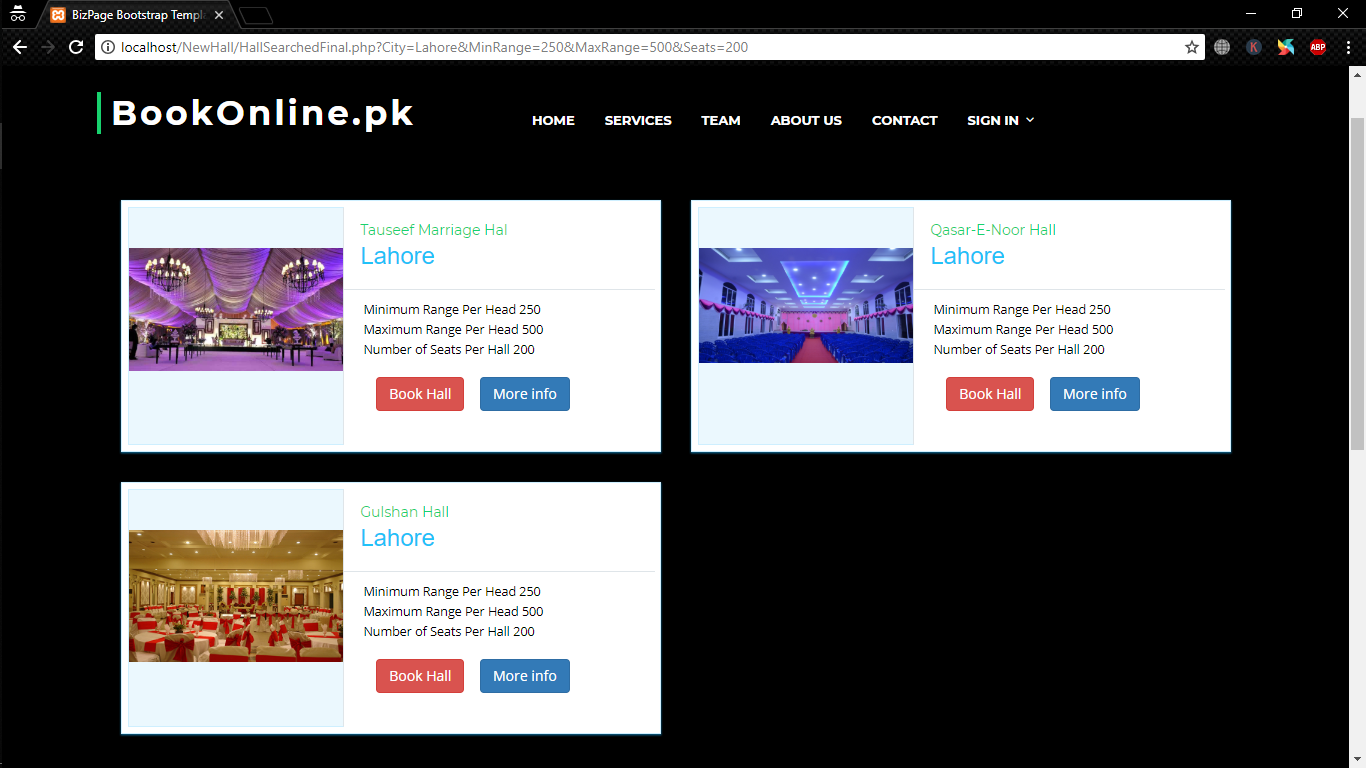 BizPage Bootstrap Templ
localhost/NewHall/HallSearchedFinal.php?City=Lahore&MinRange=250&MaxRange=500&Seats=200
K
ABP
BookOnline.pk
HOME SERVICES TEAM ABOUT US CONTACT SIGN IN
Tauseef Marriage Hal
Lahore
Minimum Range Per Head 250
Maximum Range Per Head 500
Number of Seats Per Hall 200
Book Hall More info
Qasar-E-Noor Hall
Lahore
Minimum Range Per Head 250
Maximum Range Per Head 500
Number of Seats Per Hall 200
Book Hall More info
Gulshan Hall
Lahore
Minimum Range Per Head 250
Maximum Range Per Head 500
Number of Seats Per Hall 200
Book Hall More info